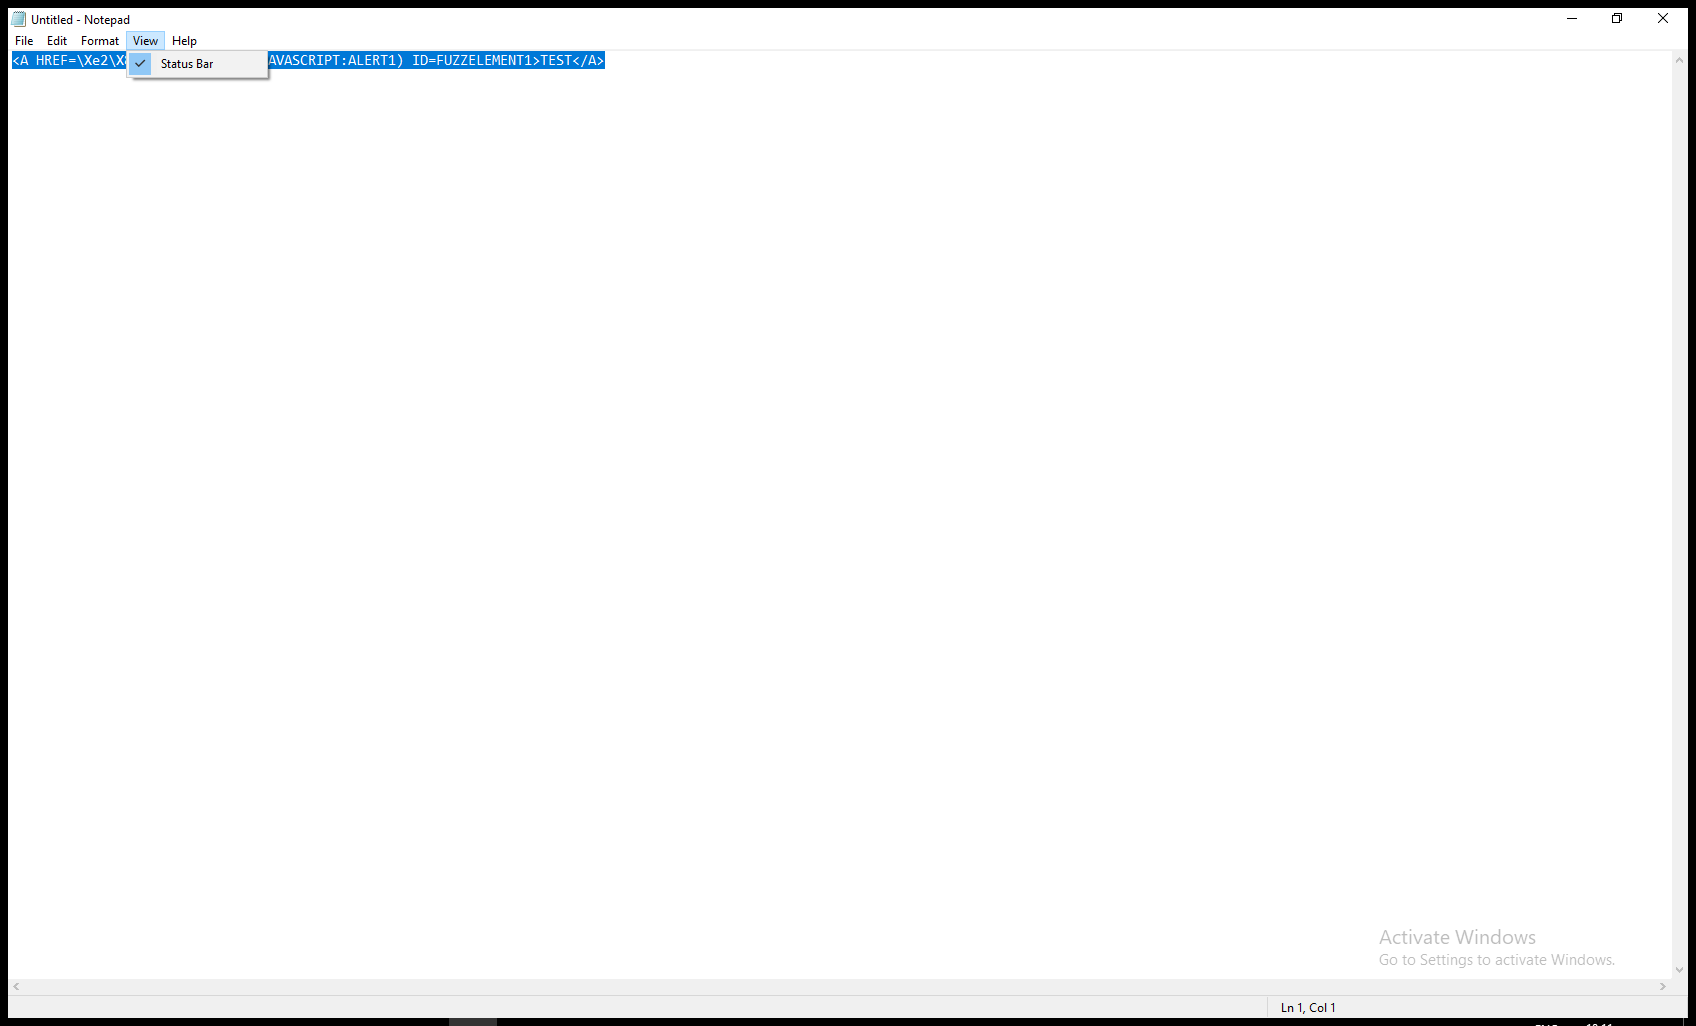 Untitled - Notepad
File Edit Format View Help
<A HREF=\Xe2\X AVASCRIPT:ALERT1) ID=FUZZELEMENT1>TEST</A>
Status Bar
Activate Windows
Go to Settings to activate Windows.
Ln 1, Col 1